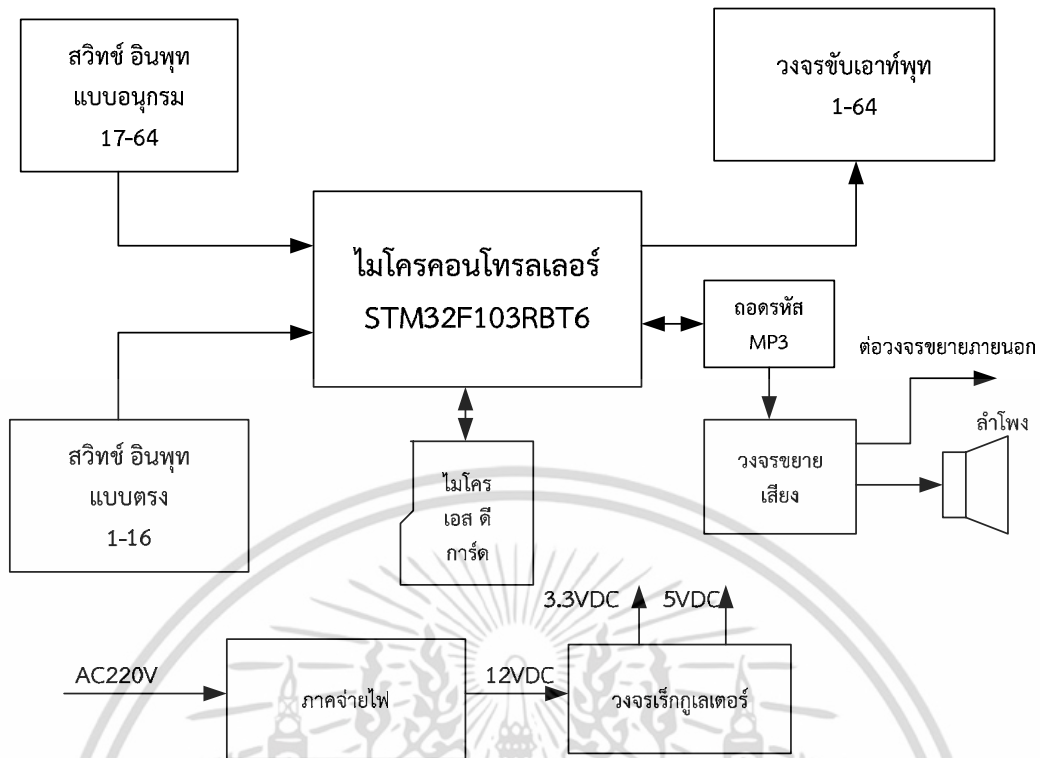 สวิทช์ อินพุท
แบบอนุกรม
17-64
วงจรขับเอาท์พุท
1-64
ไมโครคอนโทรลเลอร์
STM32F103RBT6
ถอดรหัส
MP3
ต่อวงจรขยายภายนอก
ลำโพง
สวิทช์ อินพุท
แบบตรง
1-16
ไมโคร
เอส ดี
การ์ด
วงจรขยาย
เสียง
3.3VDC
5VDC
AC220V
ภาคจ่ายไฟ
12VDC
วงจรเร็กกูเลเตอร์